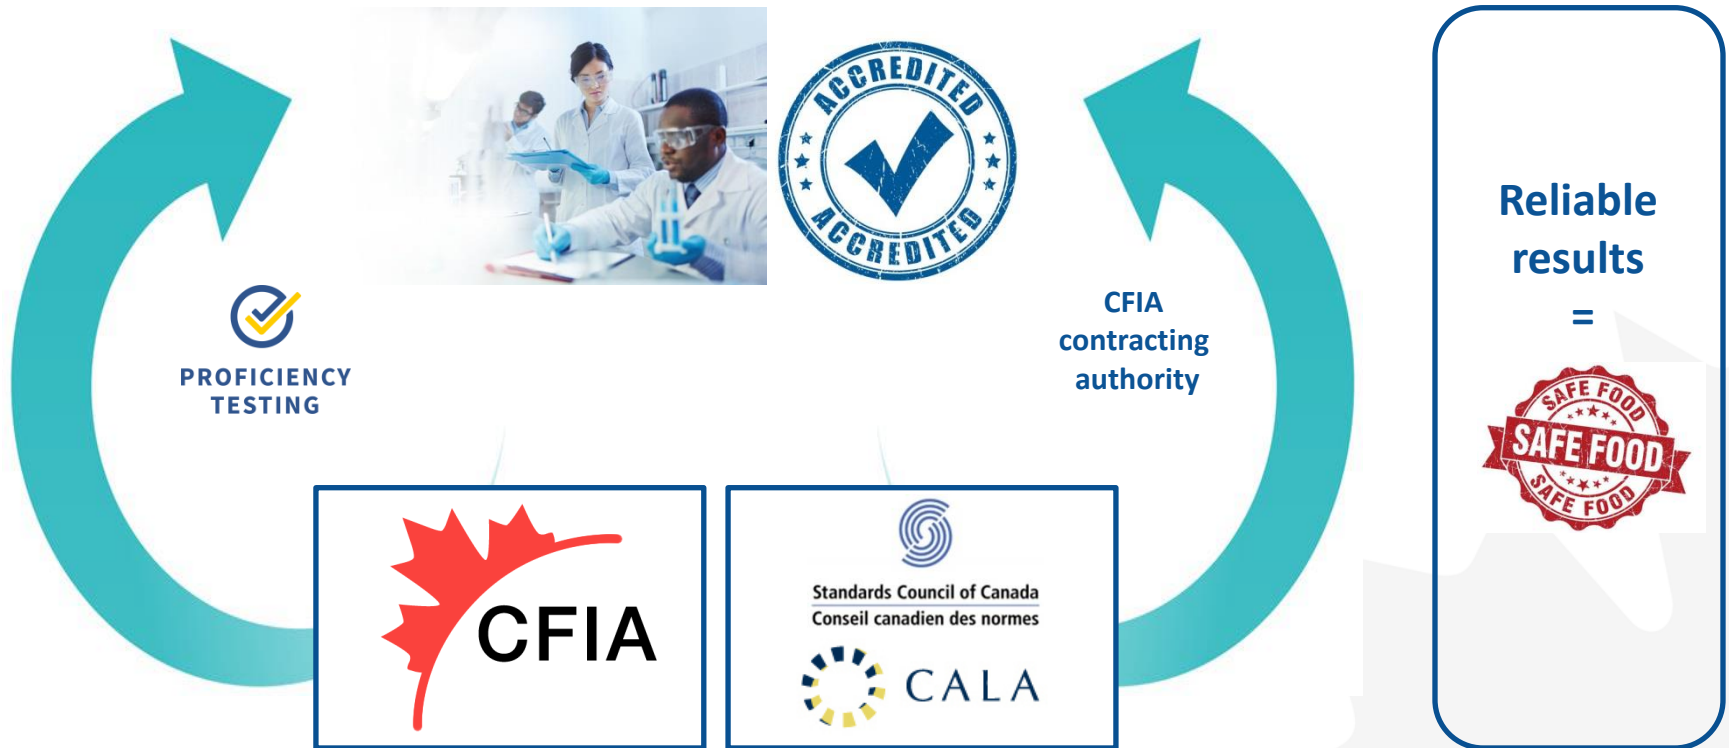 ACCREDITED
ACCREDITED
PROFICIENCY
TESTING
CFIA
contracting
authority
CFIA
Standards Council of Canada
Conseil canadien des normes
CALA
Reliable
results
=
SAFE FOOD
SAFE FOOD
SAFE FOOD